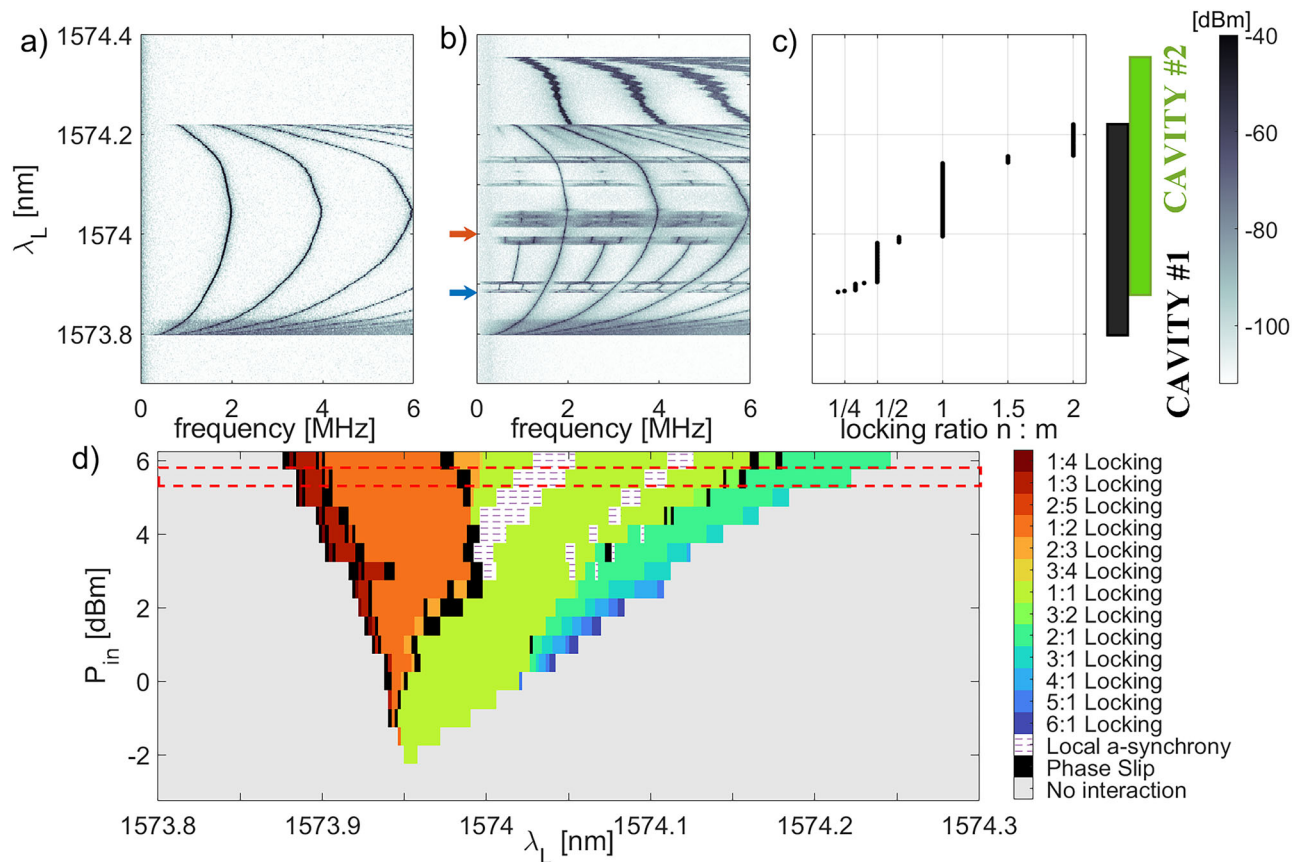 a)
b)
c)
[dBm]
1574.4
1574.2
1574
1573.8
λL [nm]
0 2 4 6
frequency [MHz]
0 2 4 6
frequency [MHz]
1/4 1/2 1 1.5 2
locking ratio n : m
CAVITY #1
CAVITY #2
-40
-60
-80
-100
d)
6
4
2
0
-2
Pin [dBm]
1573.8 1573.9 1574 1574.1 1574.2 1574.3
λL [nm]
1:4 Locking
1:3 Locking
2:5 Locking
1:2 Locking
2:3 Locking
3:4 Locking
1:1 Locking
3:2 Locking
2:1 Locking
3:1 Locking
4:1 Locking
5:1 Locking
6:1 Locking
Local a-synchrony
Phase Slip
No interaction